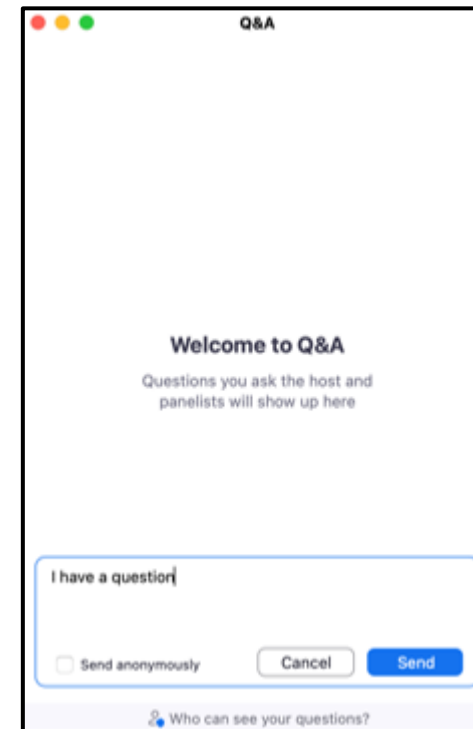 Q&A
Welcome to Q&A
Questions you ask the host and
panelists will show up here
I have a question
Send anonymously
Cancel
Send
Who can see your questions?